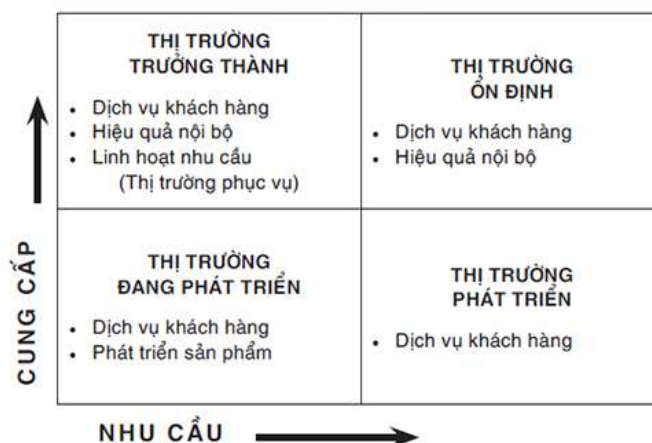 THỊ TRƯỜNG
TRƯỞNG THÀNH
• Dịch vụ khách hàng
• Hiệu quả nội bộ
• Linh hoạt nhu cầu
(Thị trường phục vụ)
THỊ TRƯỜNG
ỔN ĐỊNH
• Dịch vụ khách hàng
• Hiệu quả nội bộ
CUNG CẤP
THỊ TRƯỜNG
ĐANG PHÁT TRIỂN
• Dịch vụ khách hàng
• Phát triển sản phẩm
THỊ TRƯỜNG
PHÁT TRIỂN
• Dịch vụ khách hàng
NHU CẦU